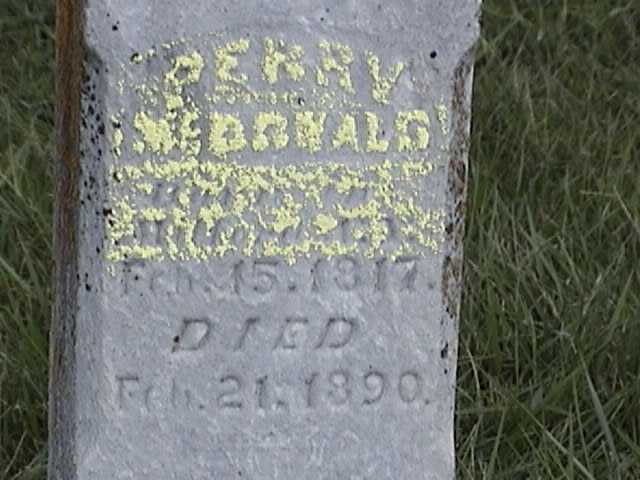 PERRY
McDONALD
Feb. 15. 1817.
DIED
Feb. 21. 1890.